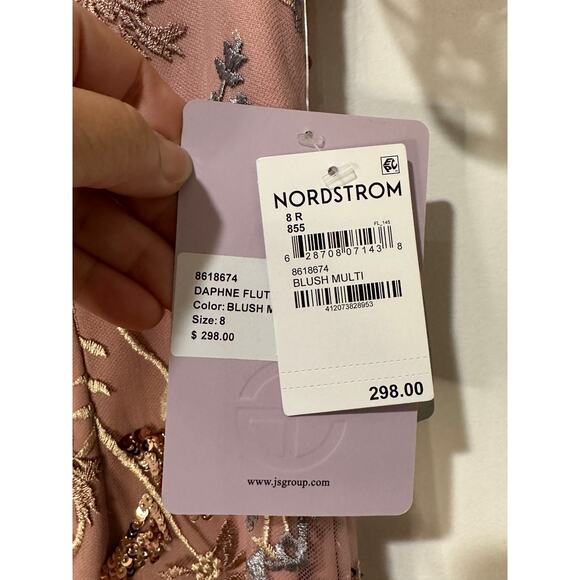 NORDSTROM
8 R
855
FL_145
6 28708 07143 8
8618674
BLUSH MULTI
412073828953
298.00
8618674
DAPHNE FLUT
Color: BLUSH M
Size: 8
$ 298.00
www.jsgroup.com